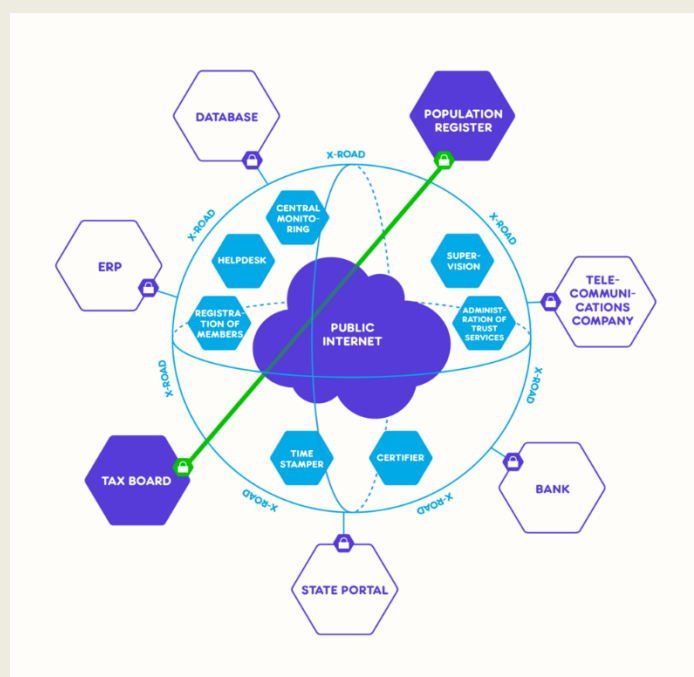 DATABASE
POPULATION
REGISTER
X-ROAD
CENTRAL
MONITO-
RING
X-ROAD
X-ROAD
HELPDESK
SUPER-
VISION
ERP
TELE-
COMMUNI-
CATIONS
COMPANY
REGISTRA-
TION OF
MEMBERS
PUBLIC
INTERNET
ADMINIST-
RATION OF
TRUST
SERVICES
X-ROAD
X-ROAD
TIME
STAMPER
CERTIFIER
TAX BOARD
BANK
X-ROAD
X-ROAD
STATE PORTAL